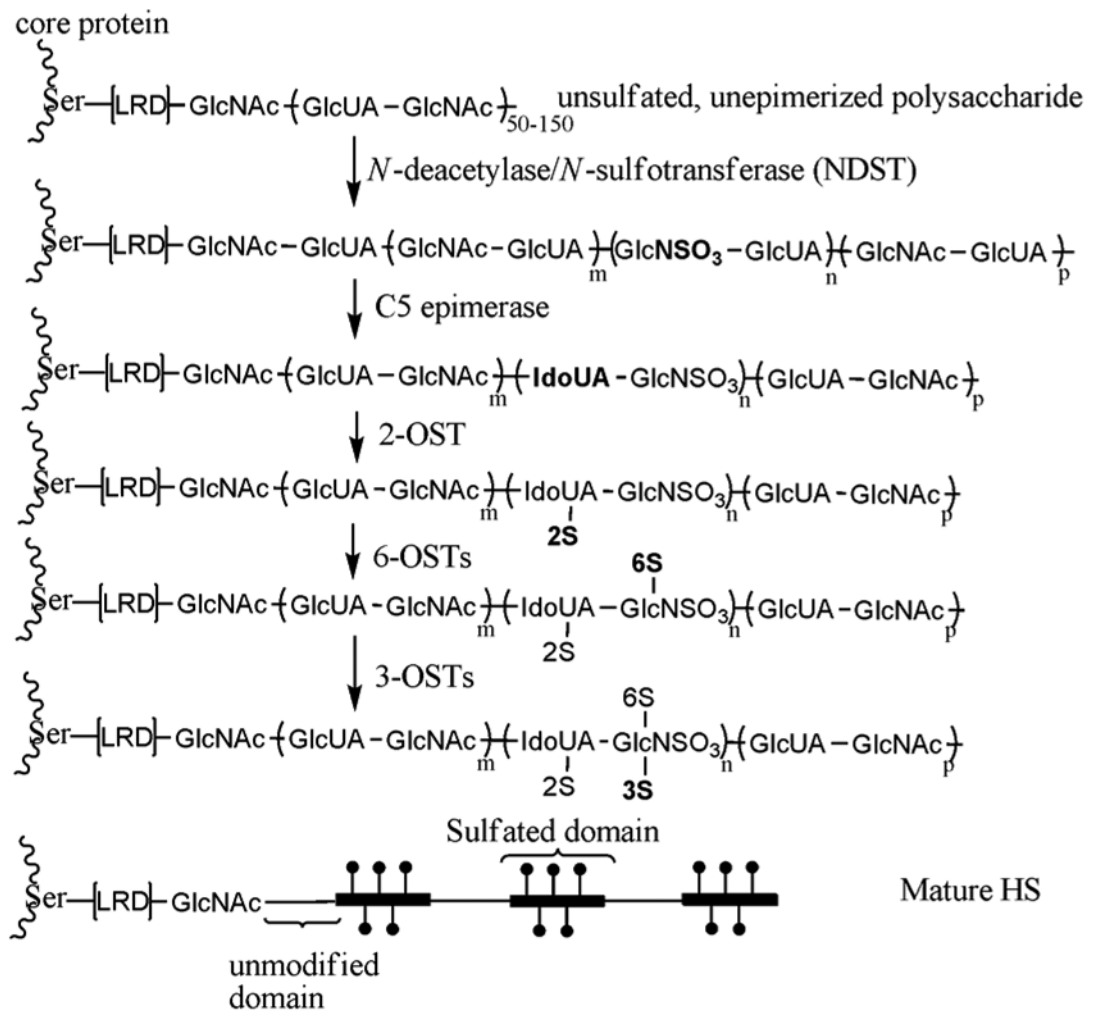 core protein
Ser—[LRD]—GlcNAc—(GlcUA—GlcNAc)50-150 unsulfated, unepimerized polysaccharide
N-deacetylase/N-sulfotransferase (NDST)
Ser—[LRD]—GlcNAc—GlcUA—(GlcNAc—GlcUA)m—(GlcNSO3—GlcUA)n—(GlcNAc—GlcUA)p
C5 epimerase
Ser—[LRD]—GlcNAc—(GlcUA—GlcNAc)m—(IdoUA-GlcNSO3)n—(GlcUA—GlcNAc)p
2-OST
Ser—[LRD]—GlcNAc—(GlcUA-GlcNAc)m—(IdoUA-GlcNSO3)n—(GlcUA-GlcNAc)p
2S
6-OSTs
6S
Ser—[LRD]—GlcNAc—(GlcUA-GlcNAc)m—(IdoUA—GlcNSO3)n—(GlcUA—GlcNAc)p
2S
3-OSTs
6S
Ser—[LRD]—GlcNAc—(GlcUA—GlcNAc)m—(IdoUA-GlcNSO3)n—(GlcUA—GlcNAc)p
2S 3S
Sulfated domain
Ser—[LRD]—GlcNAc Mature HS
unmodified
domain